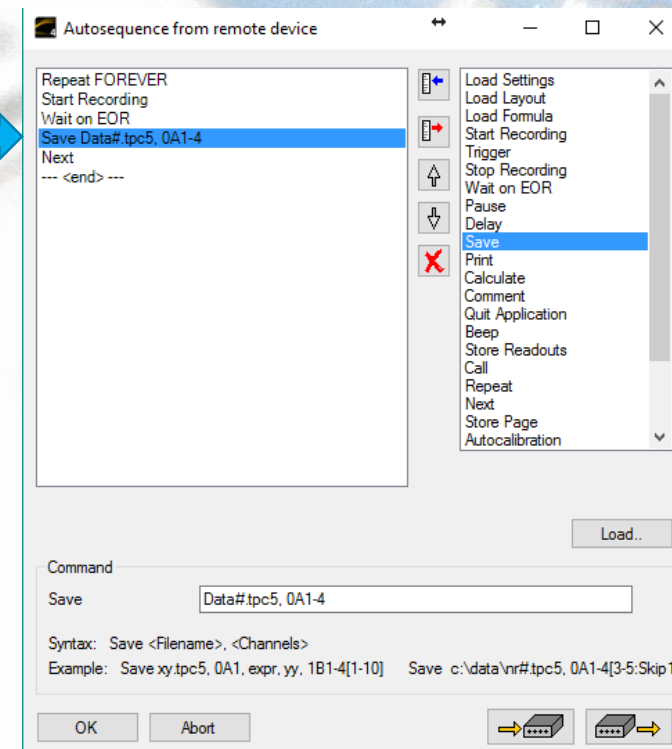 Autosequence from remote device
Repeat FOREVER
Start Recording
Wait on EOR
Save Data#.tpc5, 0A1-4
Next
--- <end> ---
Load Settings
Load Layout
Load Formula
Start Recording
Trigger
Stop Recording
Wait on EOR
Pause
Delay
Save
Print
Calculate
Comment
Quit Application
Beep
Store Readouts
Call
Repeat
Next
Store Page
Autocalibration
Load..
Command
Save Data#.tpc5, 0A1-4
Syntax: Save <Filename>, <Channels>
Example: Save xy.tpc5, 0A1, expr, yy, 1B1-4[1-10] Save c:\data\nr#.tpc5, 0A1-4[3-5:Skip1
OK Abort